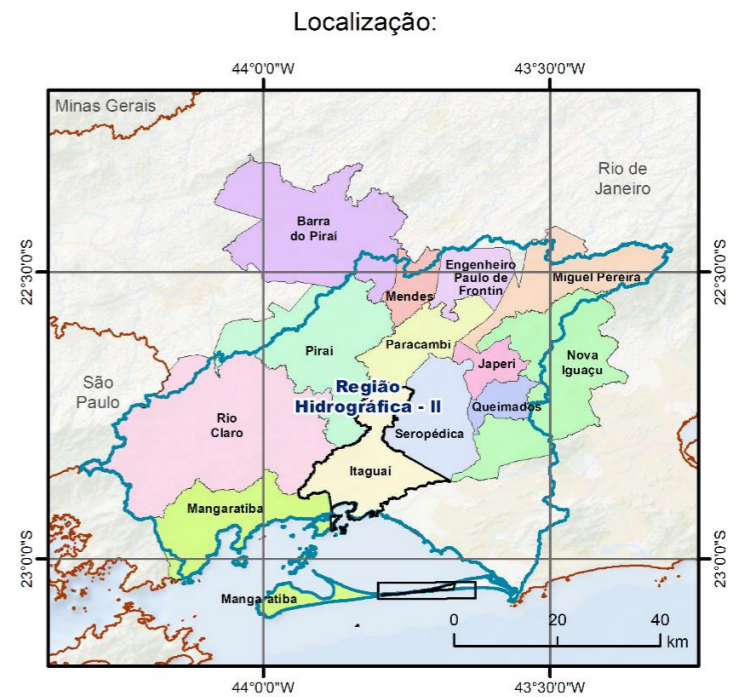 Localização:
44°0'0"W
43°30'0"W
Minas Gerais
Rio de
Janeiro
Barra
do Piraí
22°30'0"S
22°30'0"S
Engenheiro
Paulo de
Frontin
Miguel Pereira
Mendes
Piraí
Paracambi
Japeri
Nova
Iguaçu
São
Paulo
Região
Hidrográfica - II
Queimados
Rio
Claro
Seropédica
Itaguaí
Mangaratiba
23°0'0"S
23°0'0"S
Mangaratiba
0
20
40
km
44°0'0"W
43°30'0"W